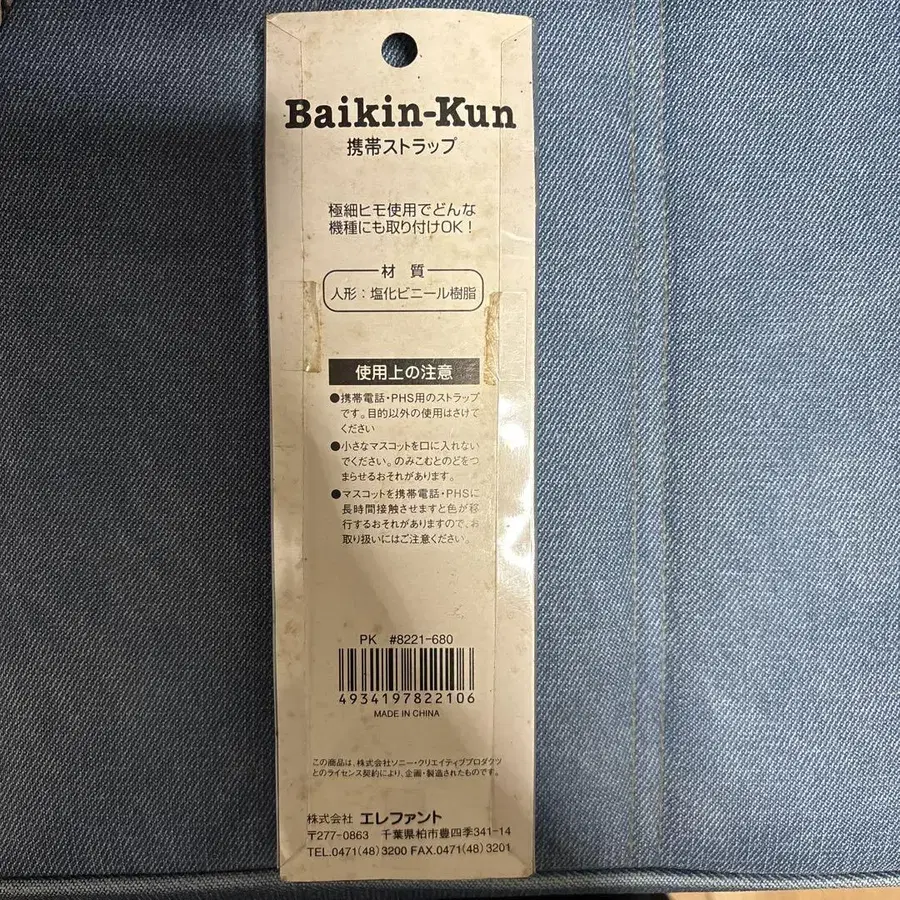 Baikin-Kun
携帯ストラップ
極細ヒモ使用でどんな
機種にも取り付けOK!
材 質
人形:塩化ビニール樹脂
使用上の注意
●携帯電話・PHS用のストラップ
です。目的以外の使用はさけて
ください
●小さなマスコットを口に入れない
でください。のみこむとのどをつ
まらせるおそれがあります。
●マスコットを携帯電話・PHSに
長時間接触させますと色が移
行するおそれがありますので、お
取り扱いにはご注意ください。
PK #8221-680
4934197822106
MADE IN CHINA
この商品は、株式会社ソニー・クリエイティブプロダクツ
とのライセンス契約により、企画・製造されたものです。
株式会社 エレファント
〒277-0863 千葉県柏市豊四季341-14
TEL.0471(48)3200 FAX.0471(48)3201